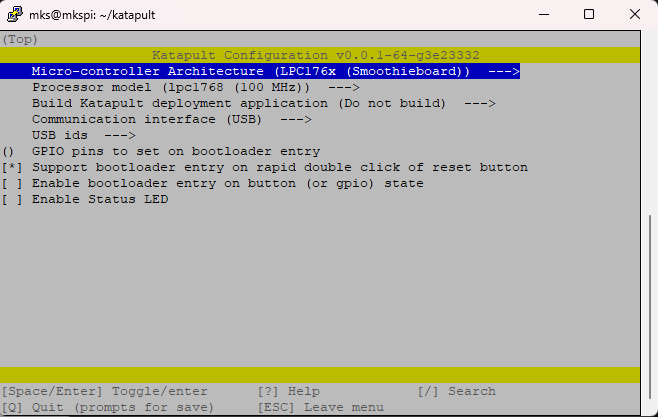 mks@mkspi: ~/katapult
(Top)
Katapult Configuration v0.0.1-64-g3e23332
Micro-controller Architecture (LPC176x (Smoothieboard))  --->
Processor model (lpc1768 (100 MHz))  --->
Build Katapult deployment application (Do not build)  --->
Communication interface (USB)  --->
USB ids  --->
()  GPIO pins to set on bootloader entry
[*] Support bootloader entry on rapid double click of reset button
[ ] Enable bootloader entry on button (or gpio) state
[ ] Enable Status LED
[Space/Enter] Toggle/enter [?] Help [/] Search
[Q] Quit (prompts for save) [ESC] Leave menu